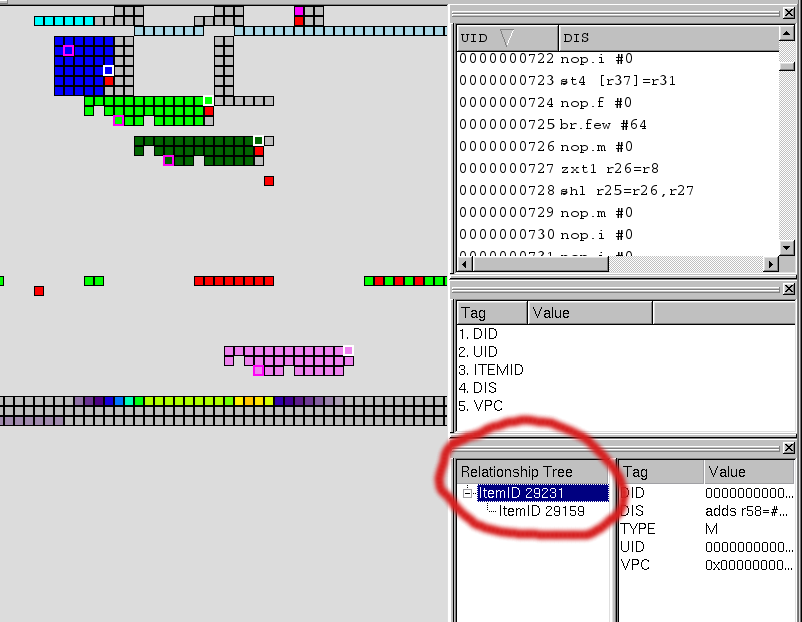 UID DIS
0000000722 nop.i #0
0000000723 st4 [r37]=r31
0000000724 nop.f #0
0000000725 br.few #64
0000000726 nop.m #0
0000000727 zxt1 r26=r8
0000000728 shl r25=r26,r27
0000000729 nop.m #0
0000000730 nop.i #0
0000000731 nop.i #0
Tag Value
1. DID
2. UID
3. ITEMID
4. DIS
5. VPC
Relationship Tree
ItemID 29231
ItemID 29159
Tag Value
DID 0000000000...
DIS adds r58=#...
TYPE M
UID 0000000000...
VPC 0x00000000...